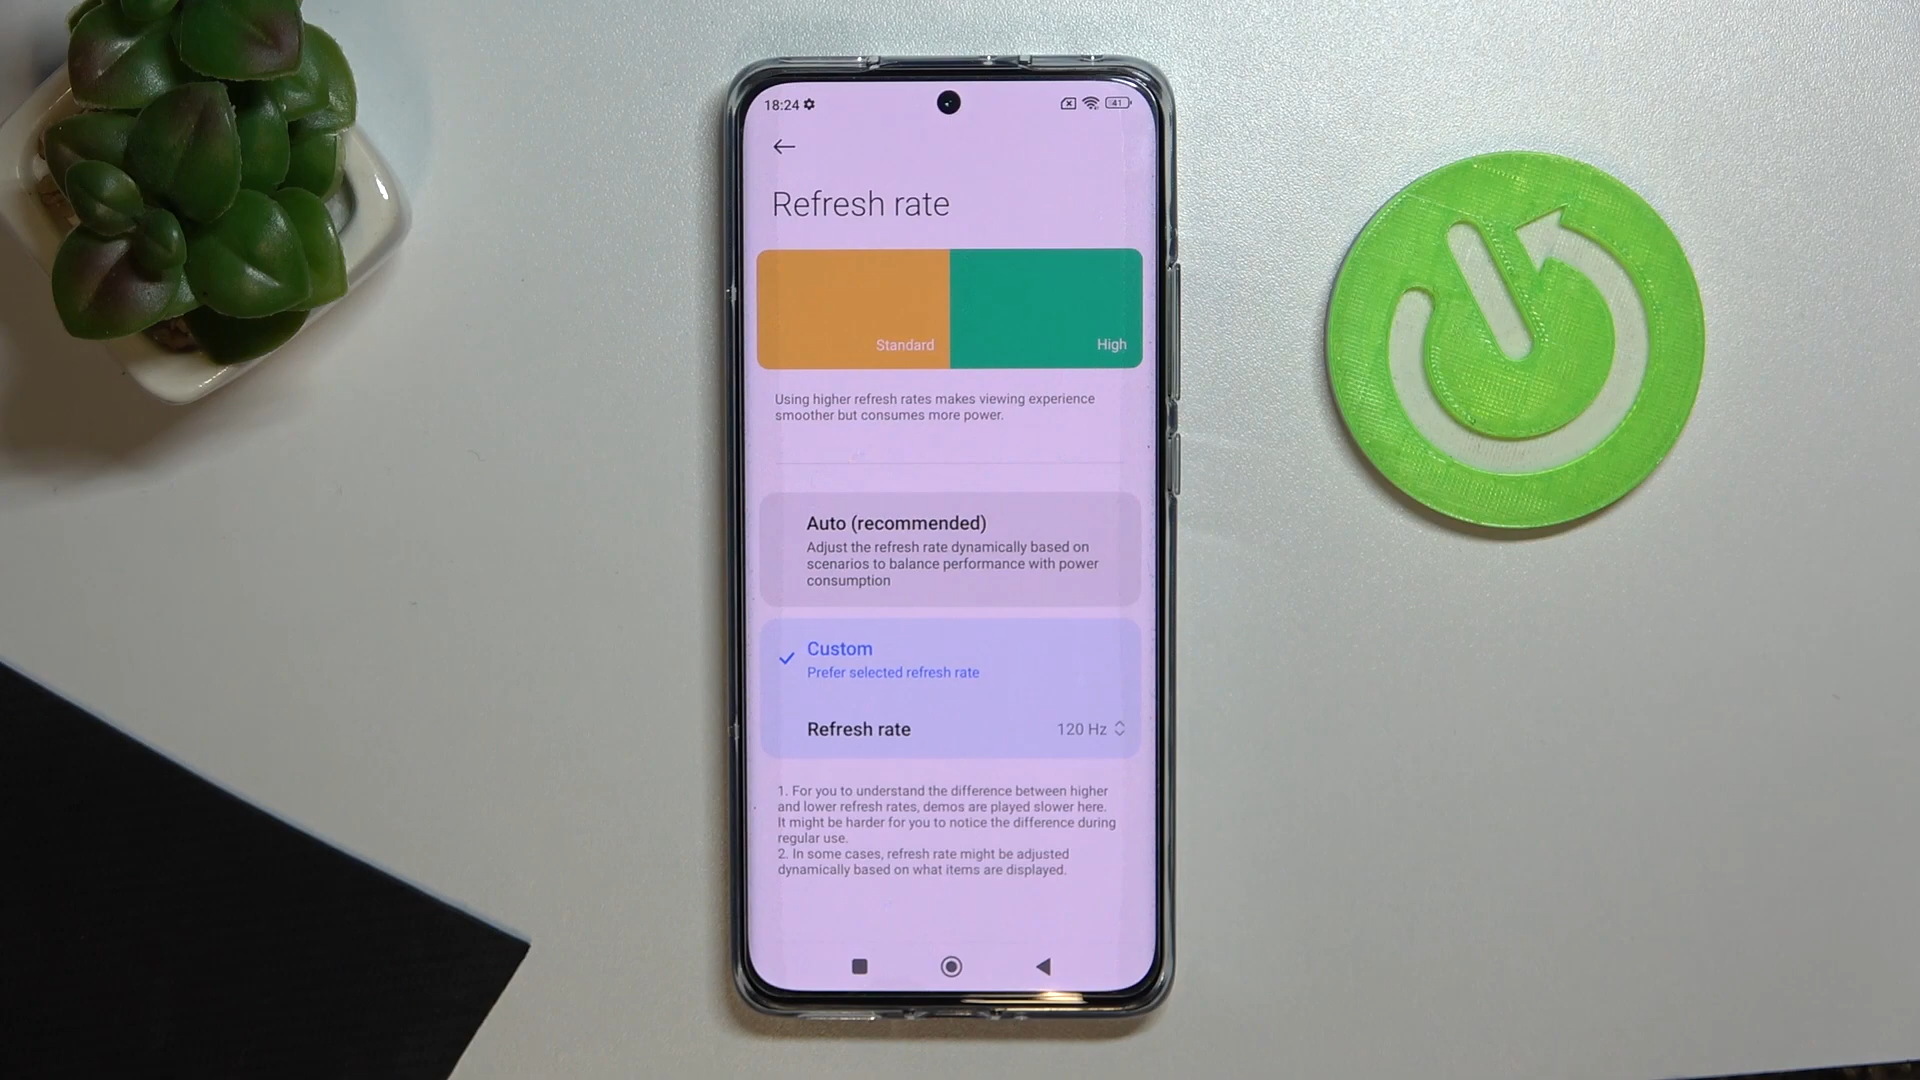 18:24
41
Refresh rate
Standard
High
Using higher refresh rates makes viewing experience
smoother but consumes more power.
Auto (recommended)
Adjust the refresh rate dynamically based on
scenarios to balance performance with power
consumption
Custom
Prefer selected refresh rate
Refresh rate 120 Hz
1. For you to understand the difference between higher
and lower refresh rates, demos are played slower here.
It might be harder for you to notice the difference during
regular use.
2. In some cases, refresh rate might be adjusted
dynamically based on what items are displayed.